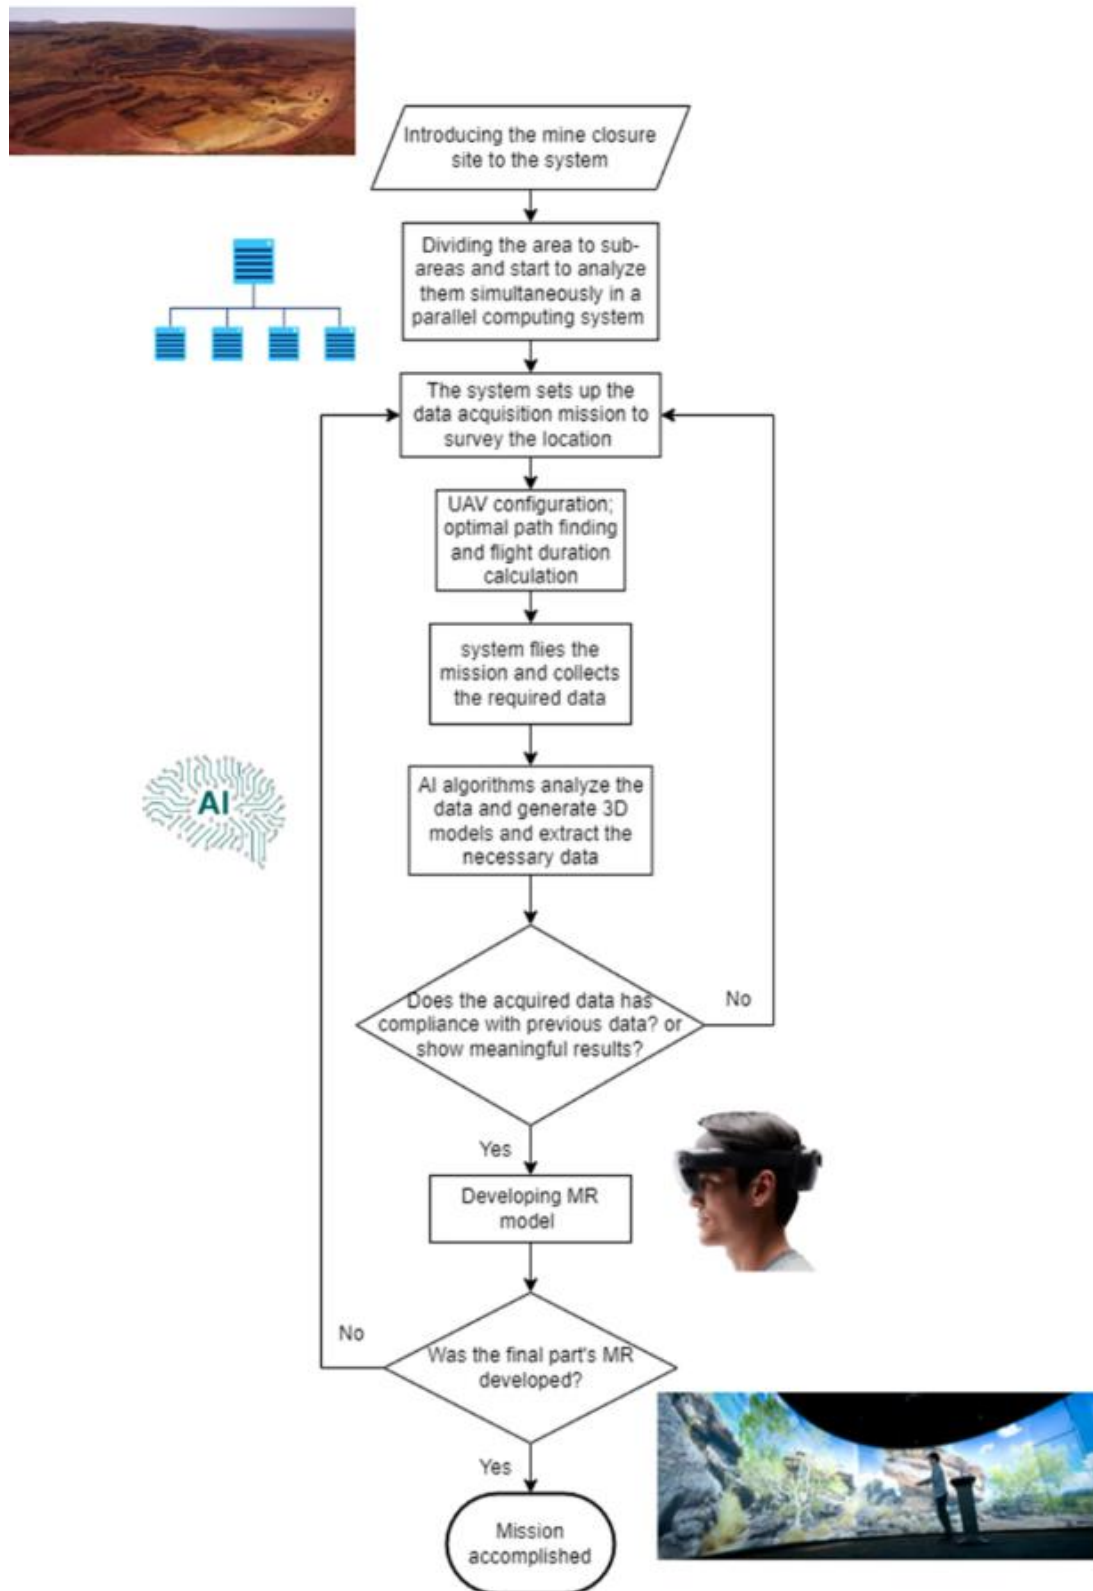 Introducing the mine closure
site to the system
Dividing the area to sub-
areas and start to analyze
them simultaneously in a
parallel computing system
The system sets up the
data acquisition mission to
survey the location
UAV configuration;
optimal path finding
and flight duration
calculation
system flies the
mission and collects
the required data
AI algorithms analyze the
data and generate 3D
models and extract the
necessary data
AI
Does the acquired data has
compliance with previous data? or
show meaningful results?
No
Yes
Developing MR
model
No
Was the final part's MR
developed?
Yes
Mission
accomplished